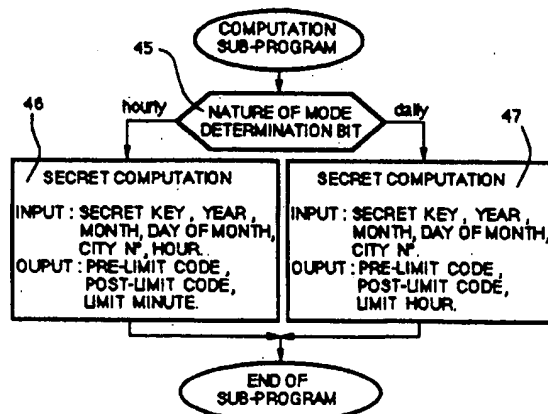 COMPUTATION
SUB-PROGRAM
45
hourly
NATURE OF MODE
DETERMINATION BIT
daily
46
SECRET COMPUTATION
INPUT : SECRET KEY, YEAR,
MONTH, DAY OF MONTH,
CITY Nº, HOUR.
OUPUT : PRE-LIMIT CODE,
POST-LIMIT CODE,
LIMIT MINUTE.
47
SECRET COMPUTATION
INPUT : SECRET KEY, YEAR,
MONTH, DAY OF MONTH,
CITY Nº.
OUPUT : PRE-LIMIT CODE,
POST-LIMIT CODE,
LIMIT HOUR.
END OF
SUB-PROGRAM